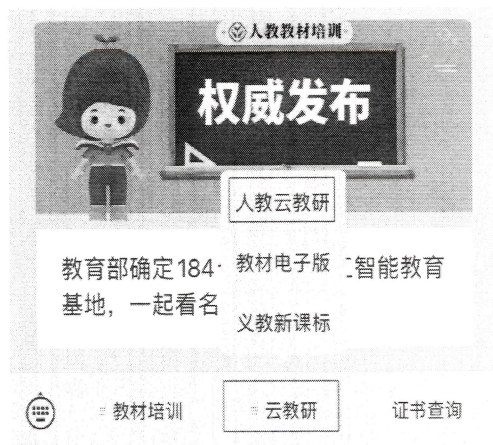 人教教材培训
权威发布
人教云教研
教育部确定184
教材电子版
智能教育
基地，一起看名
义教新课标
教材培训
云教研
证书查询